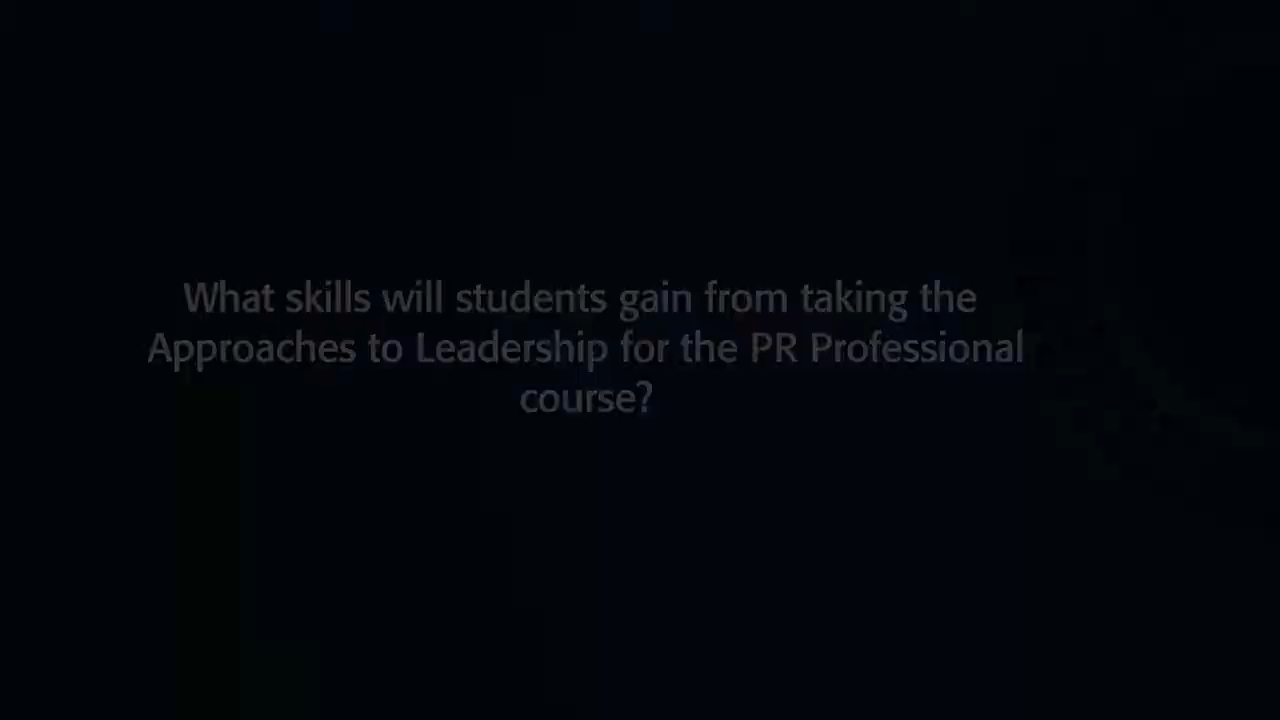 What skills will students gain from taking the
Approaches to Leadership for the PR Professional
course?